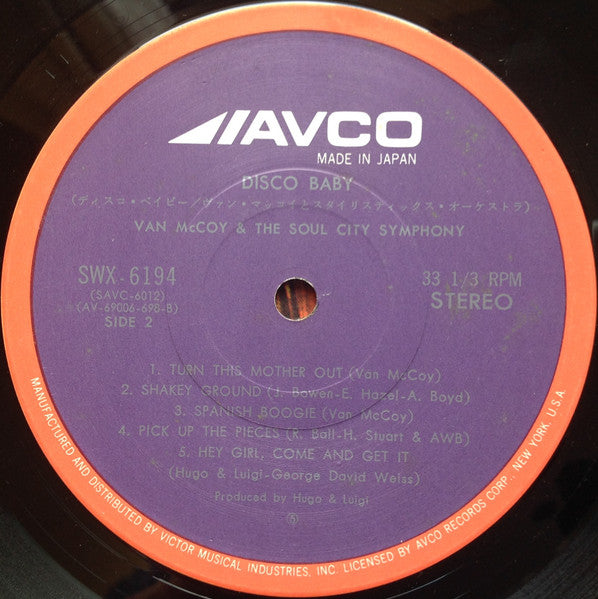 AVCO
MADE IN JAPAN
DISCO BABY
(ディスコ・ベイビー/ヴァン・マッコイとスタイリスティックス・オーケストラ)
VAN McCOY & THE SOUL CITY SYMPHONY
SWX-6194
33 1/3 RPM
(SAVC-6012)
STEREO
(AV-69006-698-B)
SIDE 2
1. TURN THIS MOTHER OUT (Van McCoy)
2. SHAKEY GROUND (J. Bowen-E. Hazel-A. Boyd)
3. SPANISH BOOGIE (Van McCoy)
4. PICK UP THE PIECES (R. Ball-H. Stuart & AWB)
5. HEY GIRL, COME AND GET IT
(Hugo & Luigi-George David Weiss)
Produced by Hugo & Luigi
MANUFACTURED AND DISTRIBUTED BY VICTOR MUSICAL INDUSTRIES, INC. LICENSED BY AVCO RECORDS CORP., NEW YORK, U.S.A.